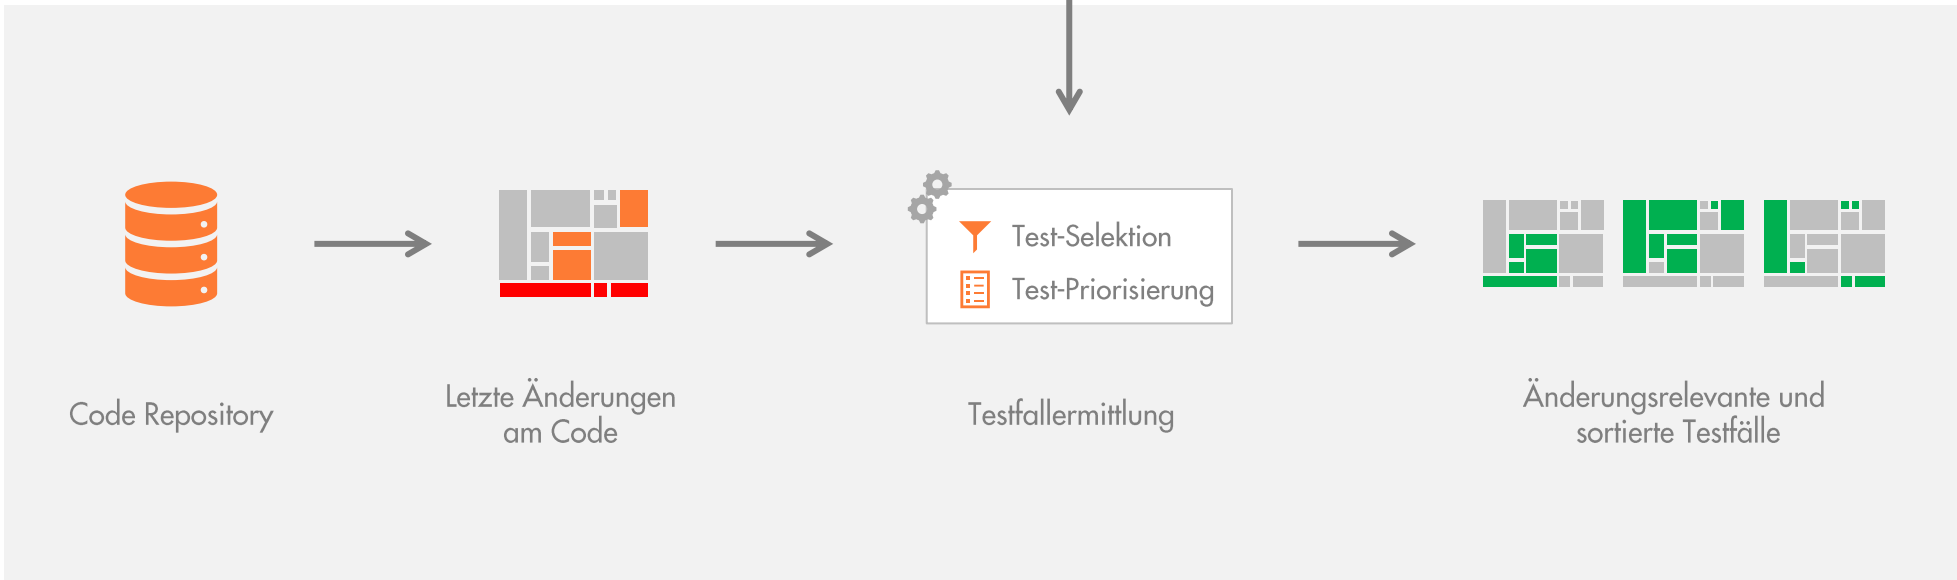 Test-Selektion
Test-Priorisierung
Code Repository
Letzte Änderungen
am Code
Testfallermittlung
Änderungsrelevante und
sortierte Testfälle